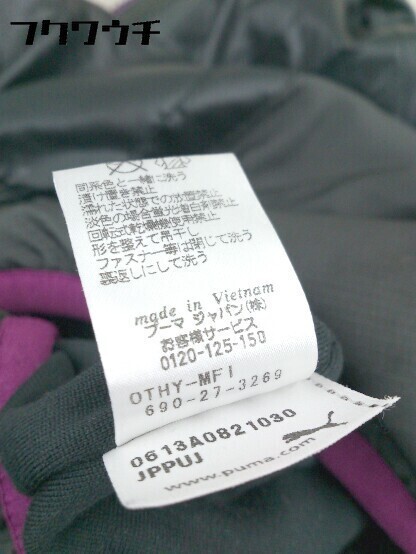 フクワウチ
同系色と一緒に洗う
漬け置き禁止
濡れた状態での放置禁止
淡色の場合蛍光増白剤禁止
回転式乾燥機使用禁止
形を整えて吊干し
ファスナー等は閉じて洗う
裏返しにして洗う
made in Vietnam
プーマ ジャパン(株)
お客様サービス
0120-125-150
OTHY-MFI
690-27-3269
0613A0821030
JPPUJ
www.puma.com